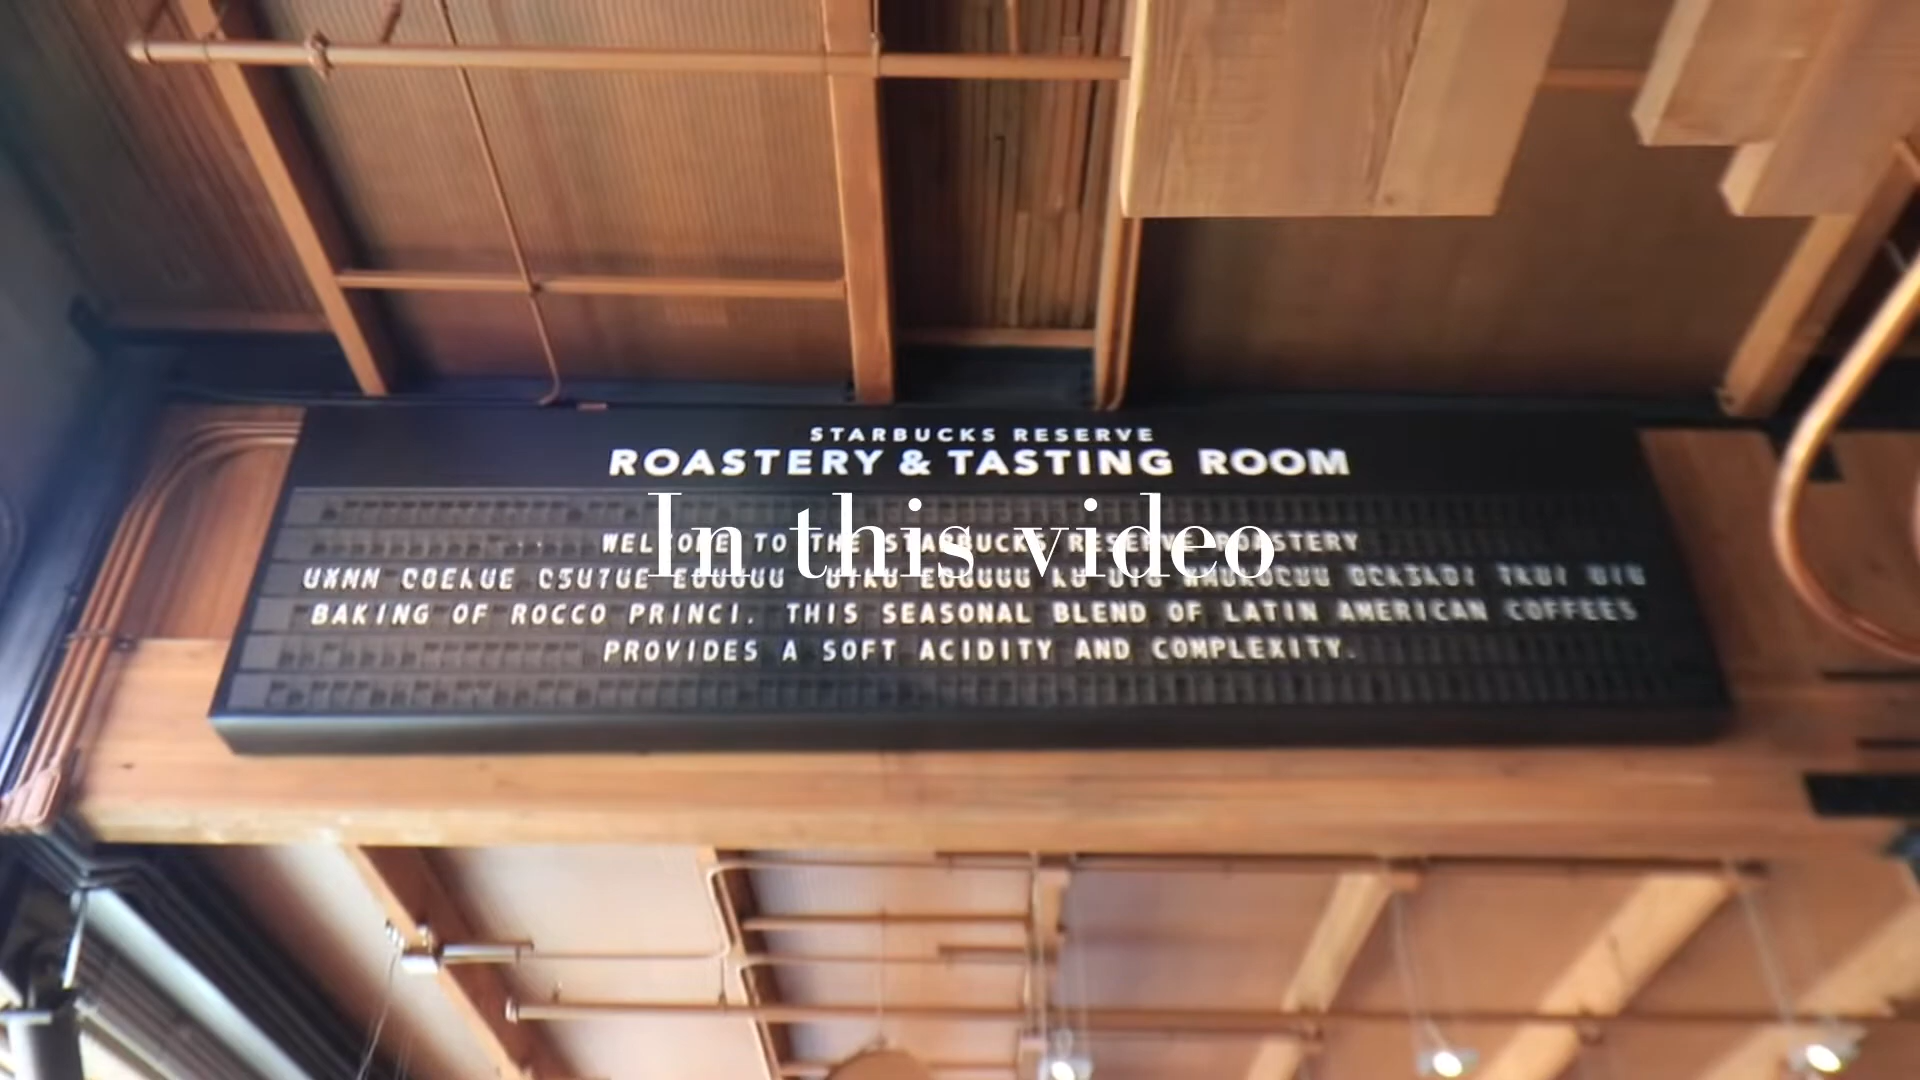 STARBUCKS RESERVE
ROASTERY & TASTING ROOM
In this video
WELCOME TO THE STARBUCKS RESERVE ROASTERY
BAKING OF ROCCO PRINCI. THIS SEASONAL BLEND OF LATIN AMERICAN COFFEES
PROVIDES A SOFT ACIDITY AND COMPLEXITY.